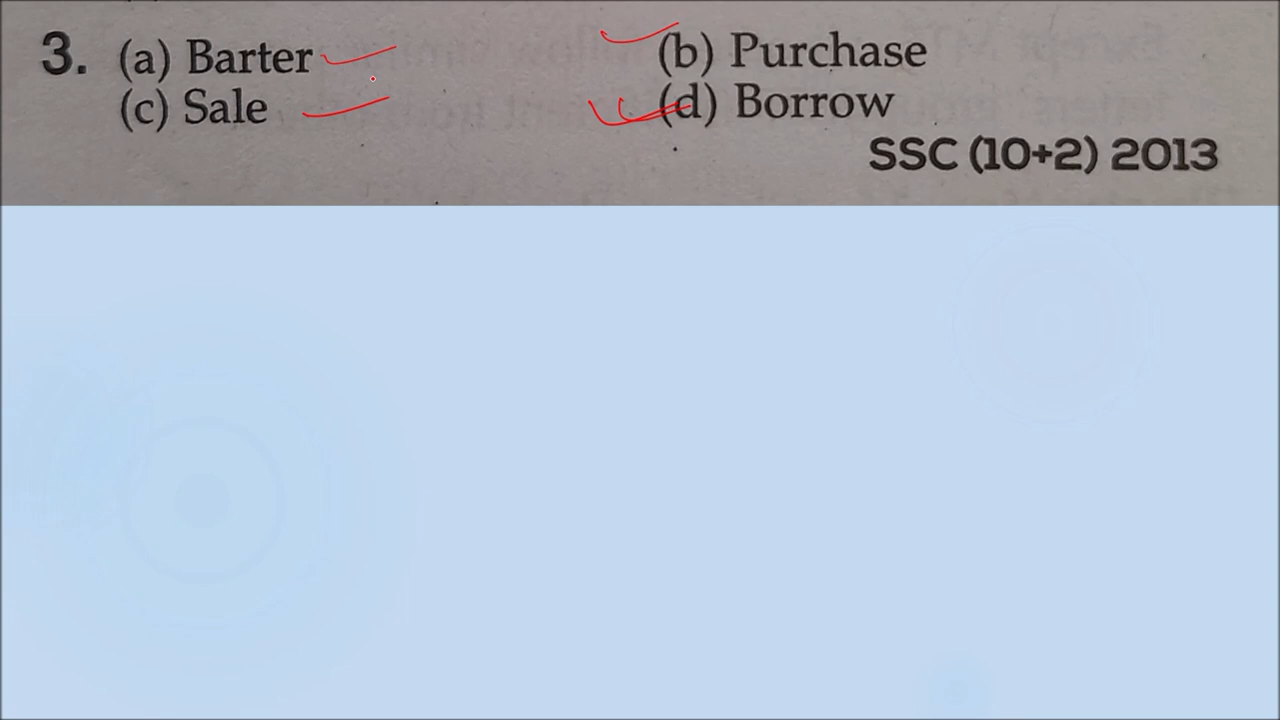 3. (a) Barter (b) Purchase
(c) Sale (d) Borrow
SSC (10+2) 2013